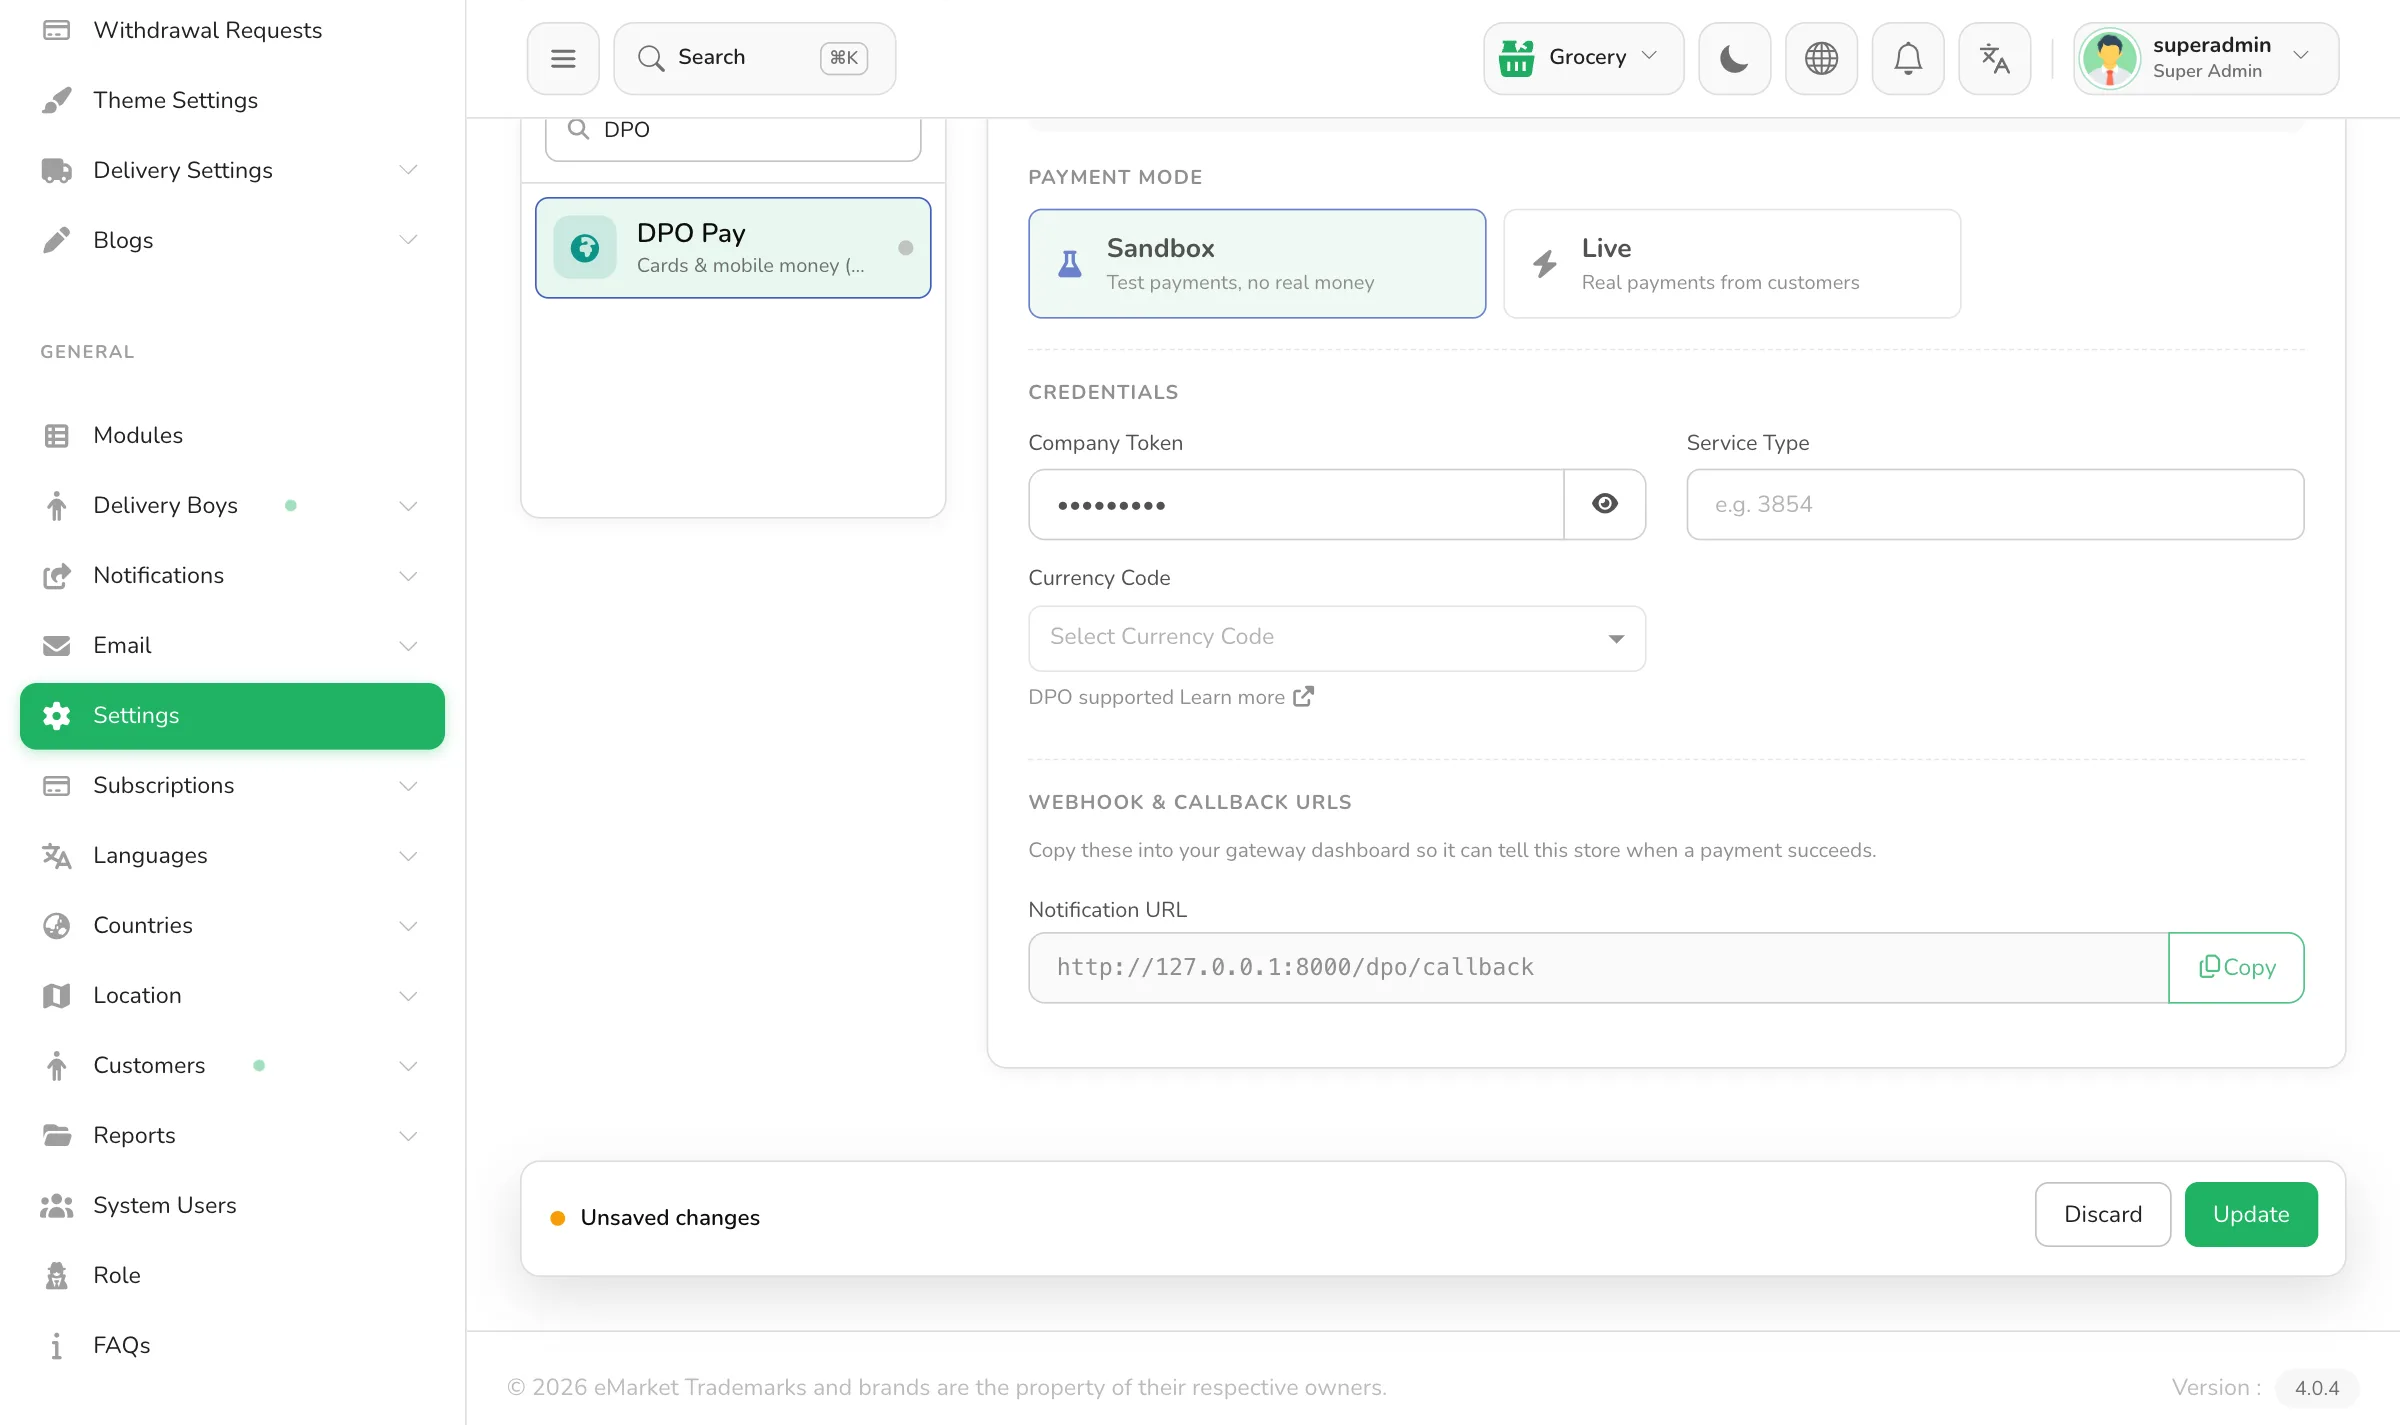 Withdrawal Requests
Theme Settings
Delivery Settings
Blogs
GENERAL
Modules
Delivery Boys
Notifications
Email
Settings
Subscriptions
Languages
Countries
Location
Customers
Reports
System Users
Role
FAQs
Search ⌘K
Grocery
superadmin
Super Admin
DPO
DPO Pay
Cards & mobile money (...
PAYMENT MODE
Sandbox
Test payments, no real money
Live
Real payments from customers
CREDENTIALS
Company Token
•••••••••
Service Type
e.g. 3854
Currency Code
Select Currency Code
DPO supported Learn more
WEBHOOK & CALLBACK URLS
Copy these into your gateway dashboard so it can tell this store when a payment succeeds.
Notification URL
http://127.0.0.1:8000/dpo/callback
Copy
Unsaved changes
Discard
Update
© 2026 eMarket Trademarks and brands are the property of their respective owners.
Version : 4.0.4